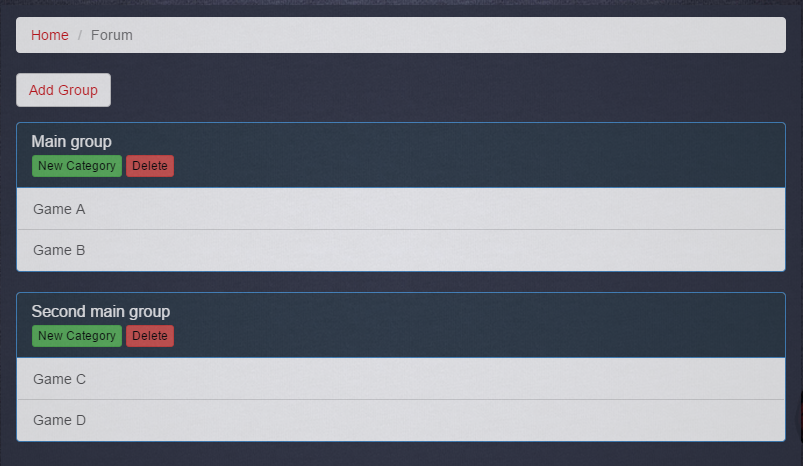 Home / Forum
Add Group
Main group
New Category Delete
Game A
Game B
Second main group
New Category Delete
Game C
Game D